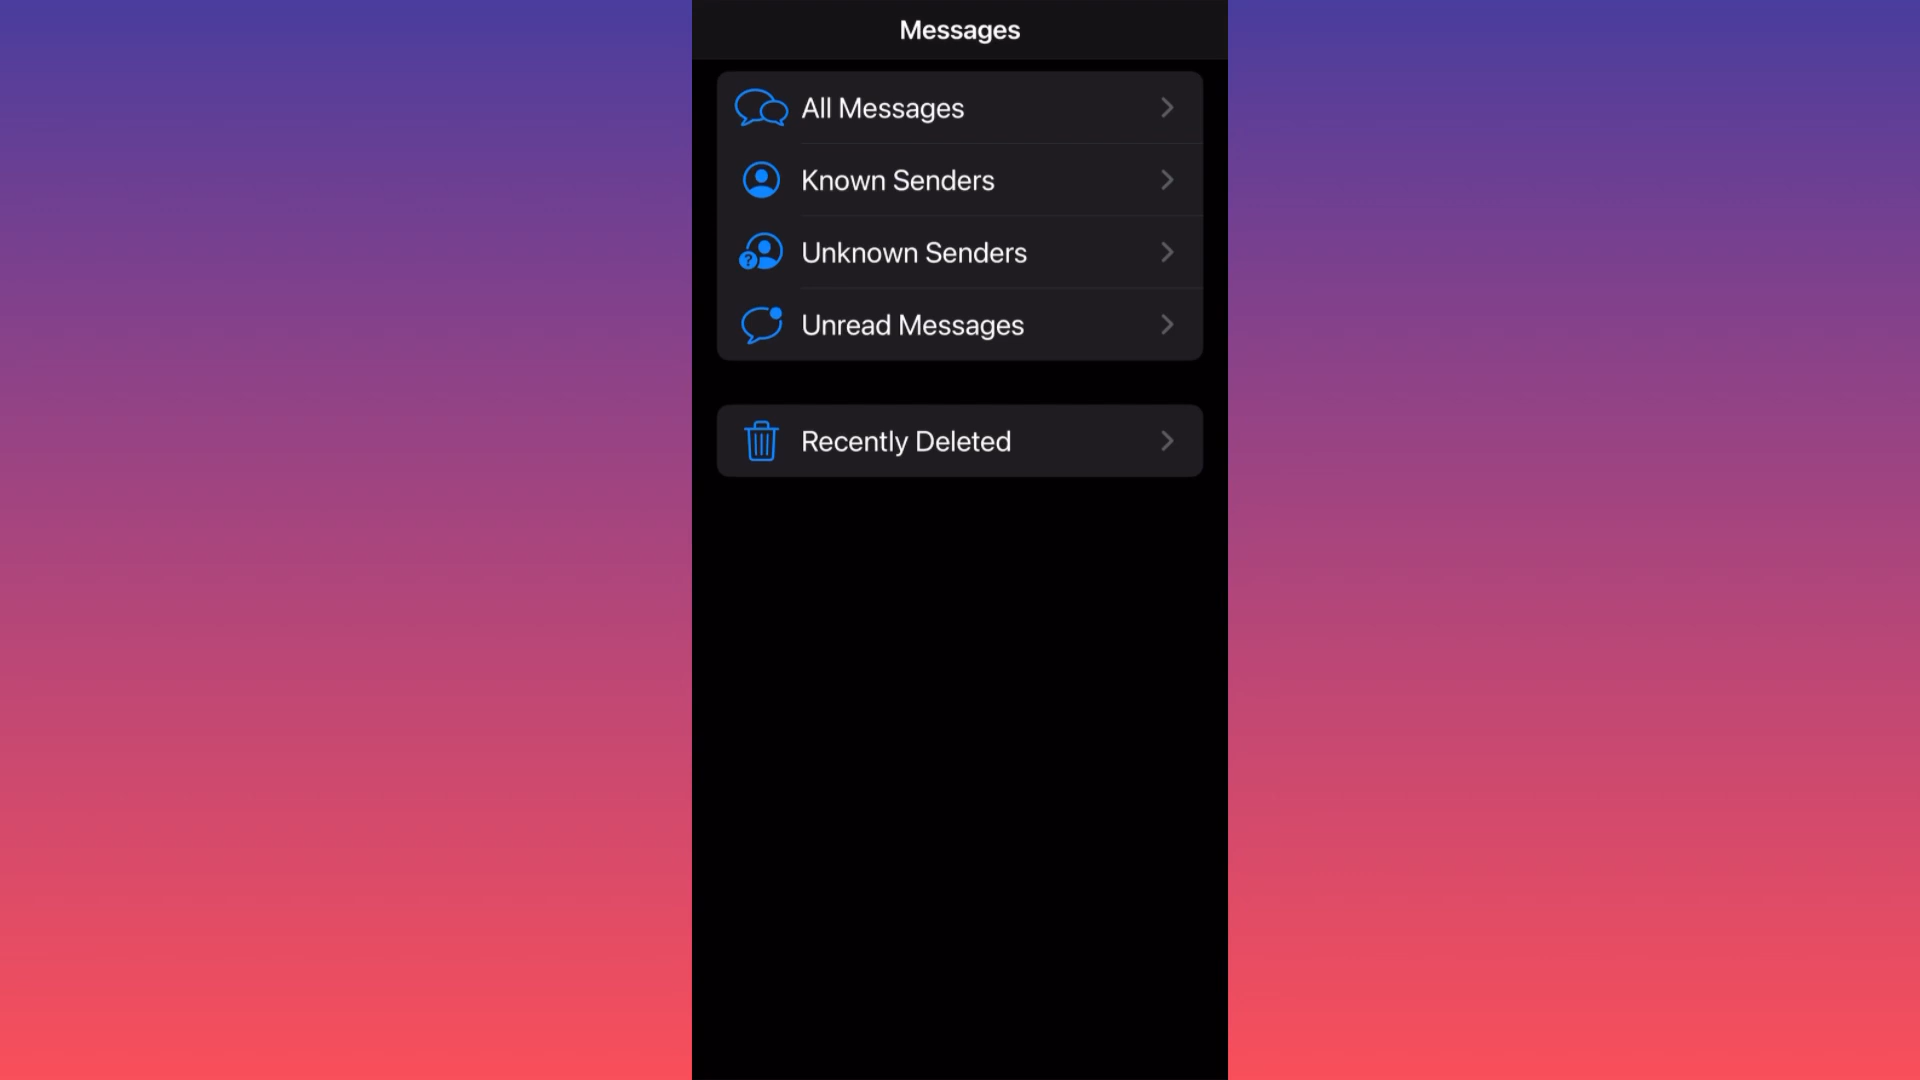 Messages
All Messages
Known Senders
Unknown Senders
Unread Messages
Recently Deleted